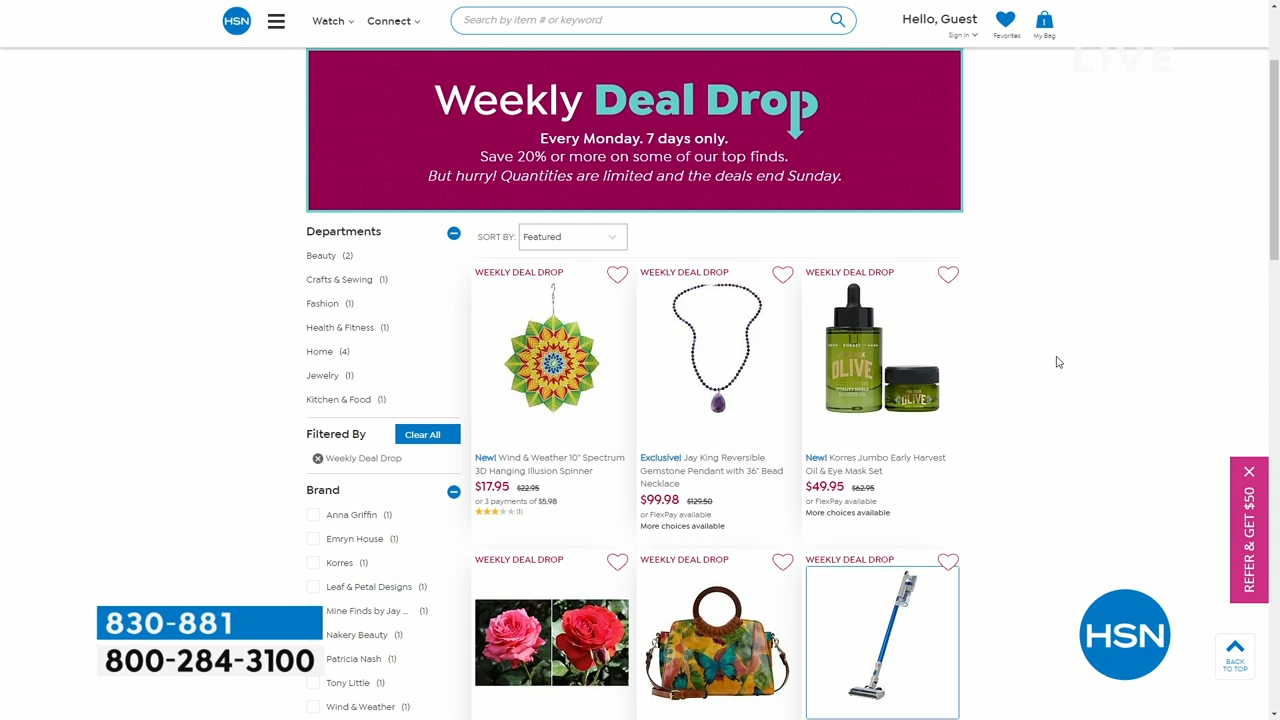 HSN
Watch
Connect
Search by item # or keyword
Hello, Guest
Sign In
Favorites
1
My Bag
LIVE
Weekly Deal Drop
Every Monday. 7 days only.
Save 20% or more on some of our top finds.
But hurry! Quantities are limited and the deals end Sunday.
Departments
Beauty (2)
Crafts & Sewing (1)
Fashion (1)
Health & Fitness (1)
Home (4)
Jewelry (1)
Kitchen & Food (1)
Filtered By
Clear All
Weekly Deal Drop
Brand
Anna Griffin (1)
Emryn House (1)
Korres (1)
Leaf & Petal Designs (1)
Mine Finds by Jay ... (1)
Nakery Beauty (1)
Patricia Nash (1)
Tony Little (1)
Wind & Weather (1)
SORT BY: Featured
WEEKLY DEAL DROP
New! Wind & Weather 10" Spectrum
3D Hanging Illusion Spinner
$17.95 $22.95
or 3 payments of $5.98
(1)
WEEKLY DEAL DROP
Exclusive! Jay King Reversible
Gemstone Pendant with 36" Bead
Necklace
$99.98 $129.50
or FlexPay available
More choices available
WEEKLY DEAL DROP
KORRES
OLIVE
OLIVE
New! Korres Jumbo Early Harvest
Oil & Eye Mask Set
$49.95 $62.95
or FlexPay available
More choices available
WEEKLY DEAL DROP
WEEKLY DEAL DROP
WEEKLY DEAL DROP
REFER & GET $50
830-881
800-284-3100
HSN
BACK
TO TOP